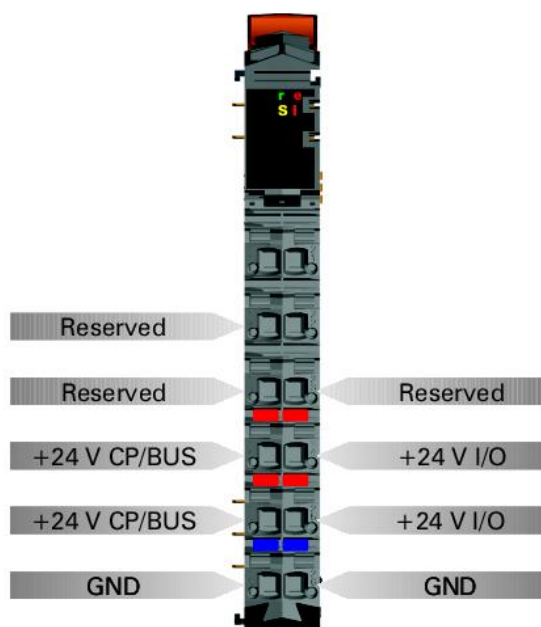 r e
S I
Reserved
Reserved Reserved
+24 V CP/BUS +24 V I/O
+24 V CP/BUS +24 V I/O
GND GND